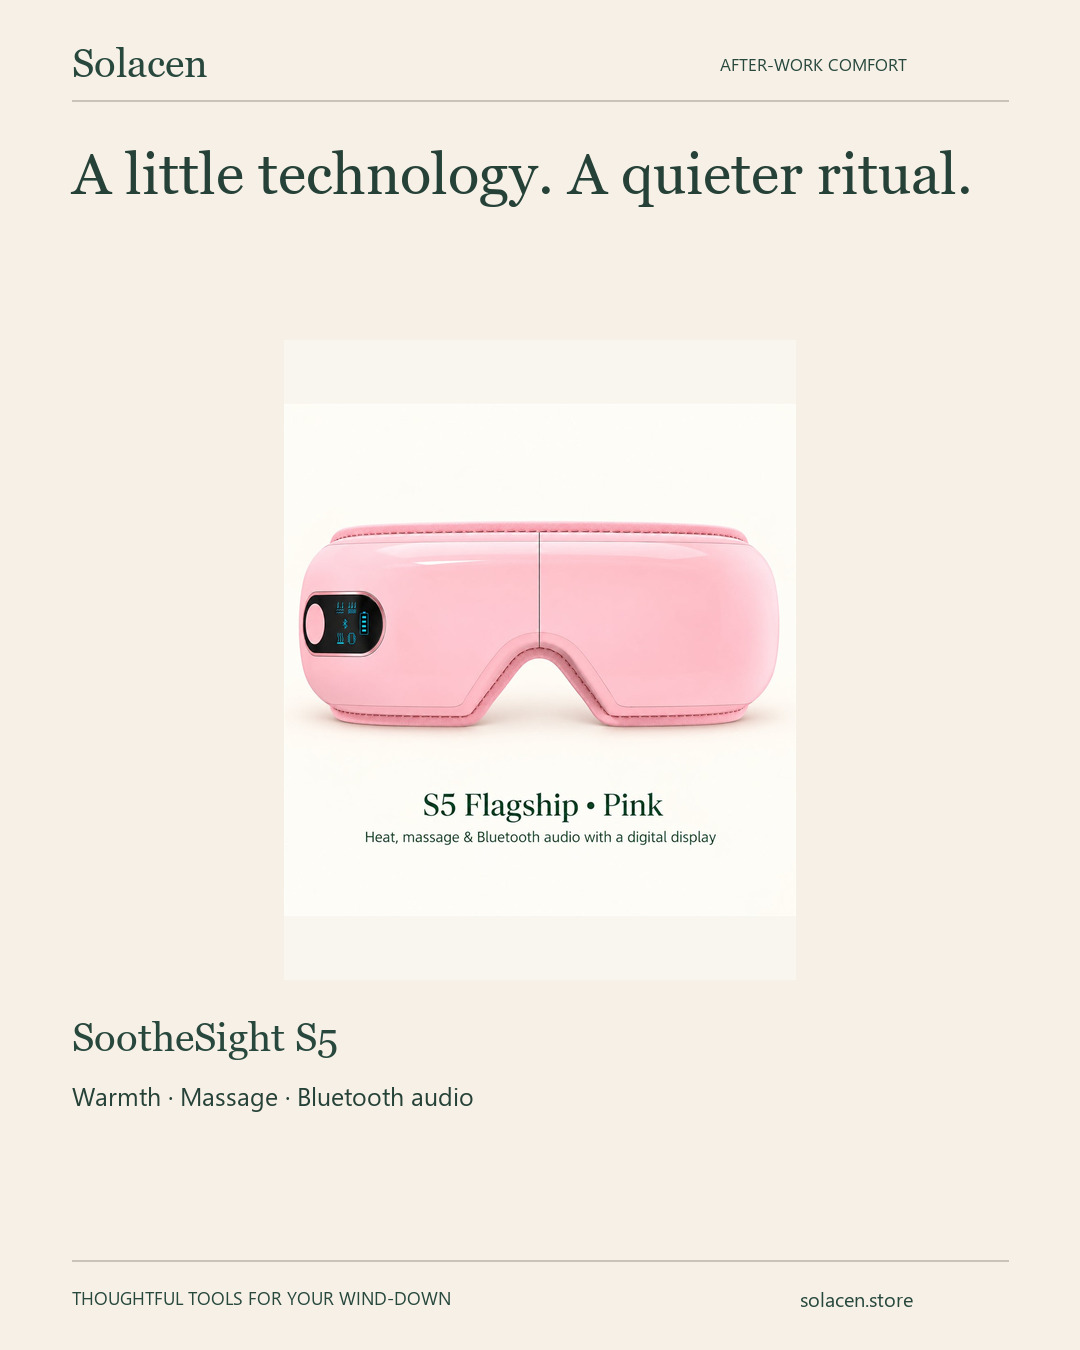 Solacen
AFTER-WORK COMFORT
A little technology. A quieter ritual.
S5 Flagship • Pink
Heat, massage & Bluetooth audio with a digital display
SootheSight S5
Warmth · Massage · Bluetooth audio
THOUGHTFUL TOOLS FOR YOUR WIND-DOWN
solacen.store